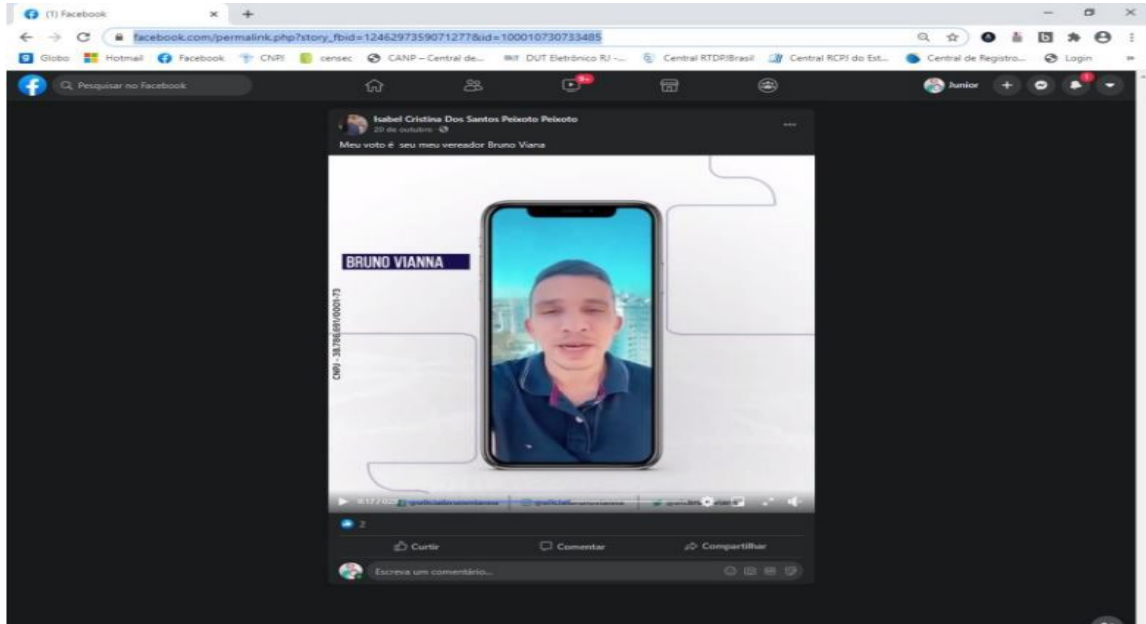 (1) Facebook
facebook.com/permalink.php?story_fbid=1246297359071277&id=100010730733485
Globo Hotmail Facebook CNPJ censec CANP – Central de... DUT Eletrônico RJ -... Central RTDPJBrasil Central RCPJ do Est... Central de Registro... Login
Pesquisar no Facebook
9+
Junior
1
Isabel Cristina Dos Santos Peixoto Peixoto
20 de outubro
Meu voto é seu meu vereador Bruno Viana
BRUNO VIANNA
CNPJ - 38.786.691/0001-73
2
Curtir Comentar Compartilhar
Escreva um comentário...